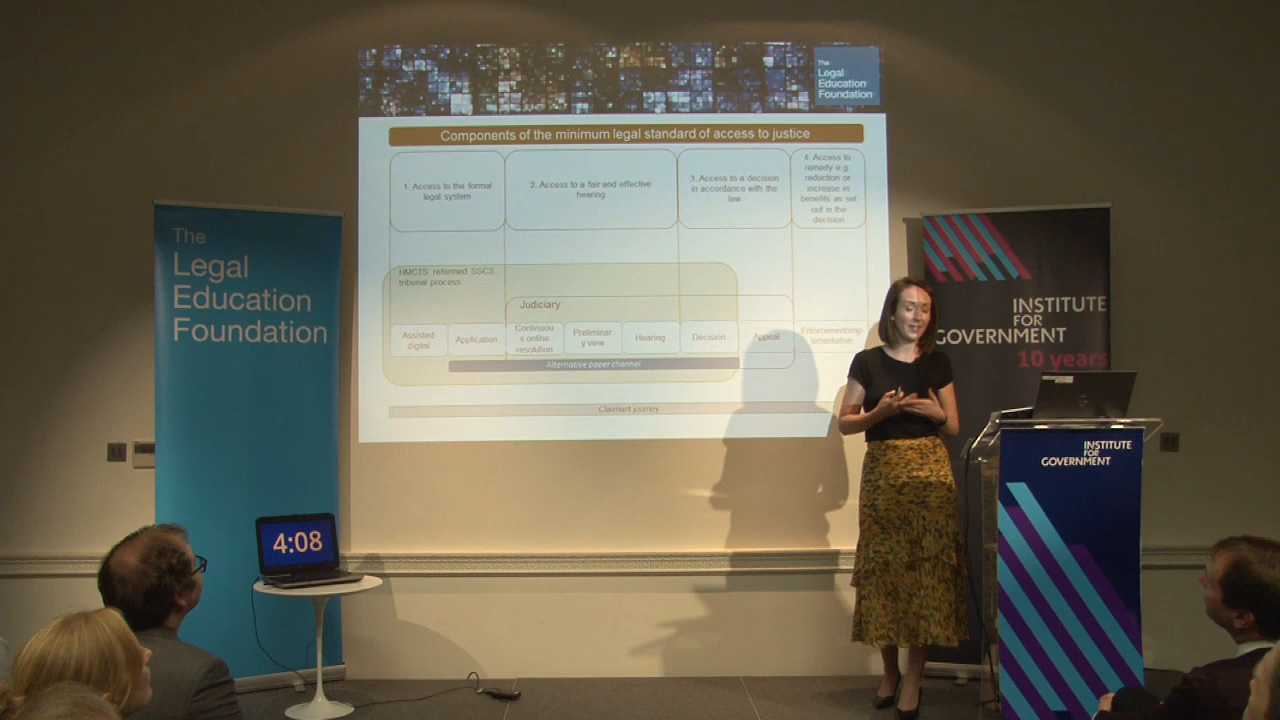 The
Legal
Education
Foundation
Components of the minimum legal standard of access to justice
1. Access to the formal
legal system
2. Access to a fair and effective
hearing
3. Access to a decision
in accordance with the
law
4. Access to
remedy e.g.
reduction or
increase in
benefits as set
out in the
decision
HMCTS reformed SSCS
tribunal process
Judiciary
Assisted
digital
Application
Continuou
s online
resolution
Preliminar
y view
Hearing
Decision
Appeal
Enforcement/imp
lementation
Alternative paper channel
Claimant journey
The
Legal
Education
Foundation
INSTITUTE
FOR
GOVERNMENT
10 years
4:08
INSTITUTE
FOR
GOVERNMENT